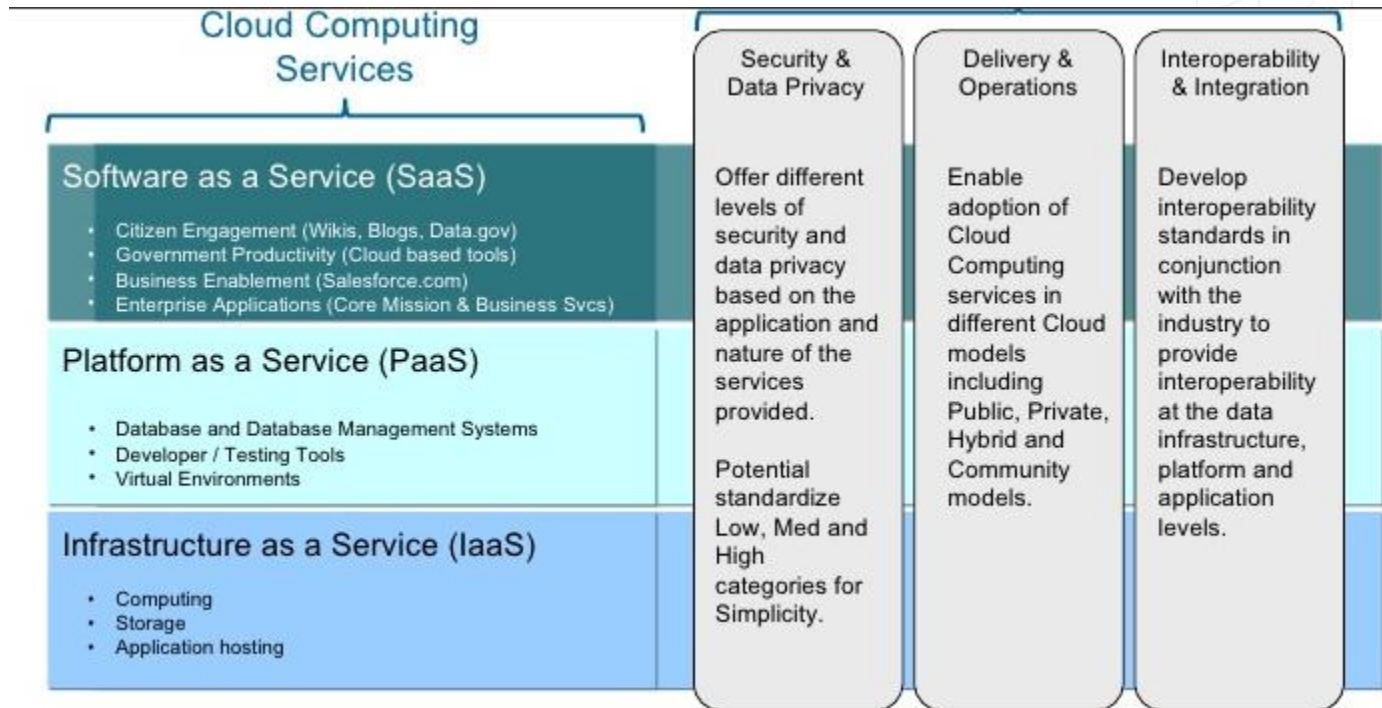 Cloud Computing
Services
Software as a Service (SaaS)
• Citizen Engagement (Wikis, Blogs, Data.gov)
• Government Productivity (Cloud based tools)
• Business Enablement (Salesforce.com)
• Enterprise Applications (Core Mission & Business Svcs)
Platform as a Service (PaaS)
• Database and Database Management Systems
• Developer / Testing Tools
• Virtual Environments
Infrastructure as a Service (IaaS)
• Computing
• Storage
• Application hosting
Security &
Data Privacy
Offer different
levels of
security and
data privacy
based on the
application and
nature of the
services
provided.
Potential
standardize
Low, Med and
High
categories for
Simplicity.
Delivery &
Operations
Enable
adoption of
Cloud
Computing
services in
different Cloud
models
including
Public, Private,
Hybrid and
Community
models.
Interoperability
& Integration
Develop
interoperability
standards in
conjunction
with the
industry to
provide
interoperability
at the data
infrastructure,
platform and
application
levels.